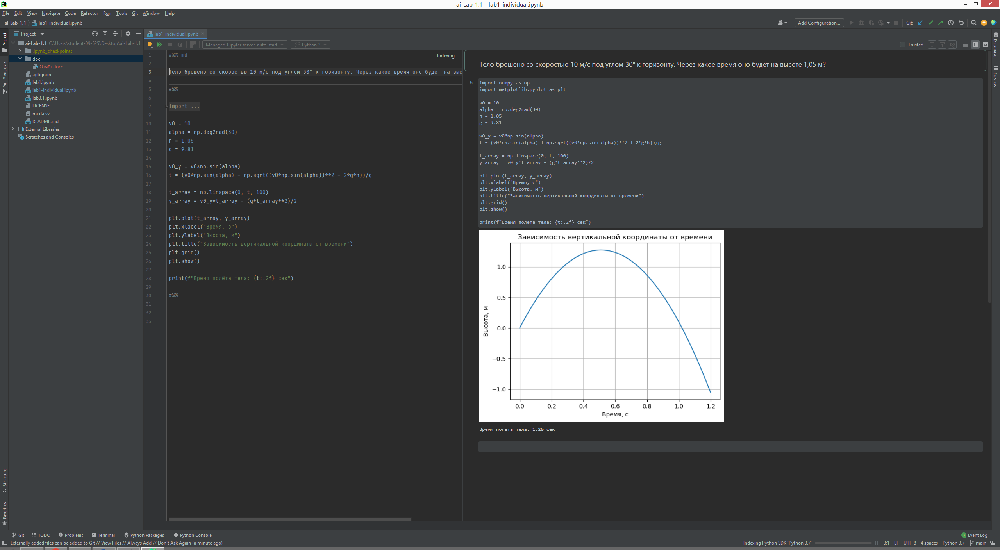 ai-Lab-1.1 – lab1-individual.ipynb
File Edit View Navigate Code Refactor Run Tools Git Window Help
ai-Lab-1.1 lab1-individual.ipynb
Add Configuration...
Git:
Project
lab1-individual.ipynb
ai-Lab-1.1 C:\Users\student-09-525\Desktop\ai-Lab-1.1
.ipynb_checkpoints
doc
Отчёт.docx
.gitignore
lab1.ipynb
lab1-individual.ipynb
lab3.1.ipynb
LICENSE
mcd.csv
README.md
External Libraries
Scratches and Consoles
Project
Pull Requests
Structure
Favorites
Managed Jupyter server: auto-start
Python 3
Trusted
Indexing...
1 #%% md
2
3 Тело брошено со скоростью 10 м/с под углом 30° к горизонту. Через какое время оно будет на выс
4
5 #%%
6
7 import ...
9
10 v0 = 10
11 alpha = np.deg2rad(30)
12 h = 1.05
13 g = 9.81
14
15 v0_y = v0*np.sin(alpha)
16 t = (v0*np.sin(alpha) + np.sqrt((v0*np.sin(alpha))**2 + 2*g*h))/g
17
18 t_array = np.linspace(0, t, 100)
19 y_array = v0_y*t_array - (g*t_array**2)/2
20
21 plt.plot(t_array, y_array)
22 plt.xlabel("Время, с")
23 plt.ylabel("Высота, м")
24 plt.title("Зависимость вертикальной координаты от времени")
25 plt.grid()
26 plt.show()
27
28 print(f"Время полёта тела: {t:.2f} сек")
29
30 #%%
31
32
33
Тело брошено со скоростью 10 м/с под углом 30° к горизонту. Через какое время оно будет на высоте 1,05 м?
6
import numpy as np
import matplotlib.pyplot as plt
v0 = 10
alpha = np.deg2rad(30)
h = 1.05
g = 9.81
v0_y = v0*np.sin(alpha)
t = (v0*np.sin(alpha) + np.sqrt((v0*np.sin(alpha))**2 + 2*g*h))/g
t_array = np.linspace(0, t, 100)
y_array = v0_y*t_array - (g*t_array**2)/2
plt.plot(t_array, y_array)
plt.xlabel("Время, с")
plt.ylabel("Высота, м")
plt.title("Зависимость вертикальной координаты от времени")
plt.grid()
plt.show()
print(f"Время полёта тела: {t:.2f} сек")
Зависимость вертикальной координаты от времени
Высота, м
1.0
0.5
0.0
−0.5
−1.0
0.0 0.2 0.4 0.6 0.8 1.0 1.2
Время, с
Время полёта тела: 1.20 сек
Database
SciView
Git TODO Problems Terminal Python Packages Python Console
3 Event Log
Externally added files can be added to Git // View Files // Always Add // Don't Ask Again (a minute ago)
Indexing Python SDK 'Python 3.7' 3:1 LF UTF-8 4 spaces Python 3.7 main